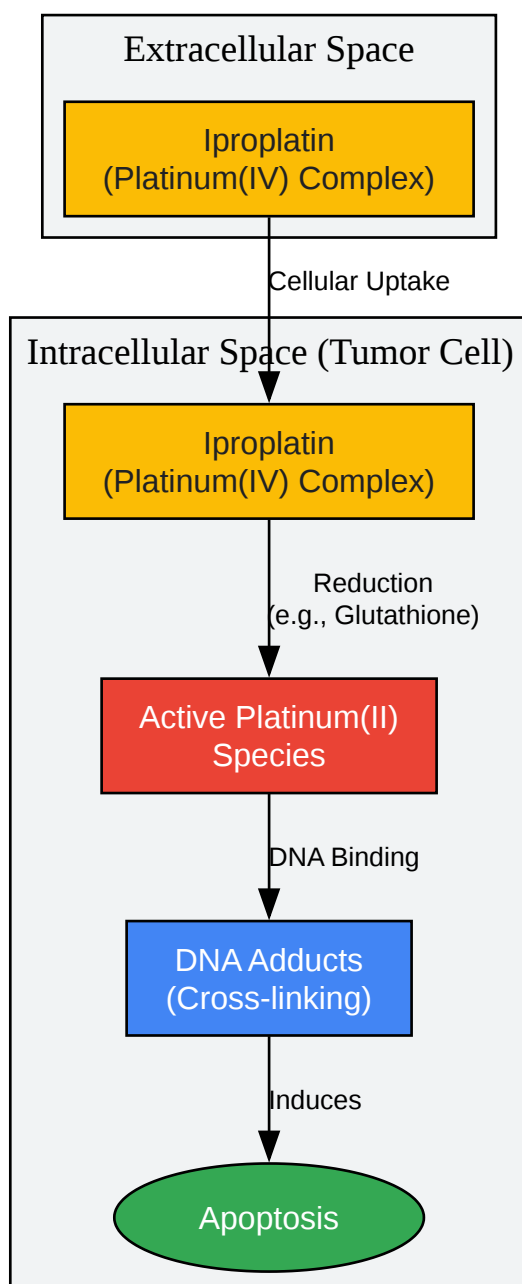 Extracellular Space
Iproplatin
(Platinum(IV) Complex)
Cellular Uptake
Intracellular Space (Tumor Cell)
Iproplatin
(Platinum(IV) Complex)
Reduction
(e.g., Glutathione)
Active Platinum(II)
Species
DNA Binding
DNA Adducts
(Cross-linking)
Induces
Apoptosis